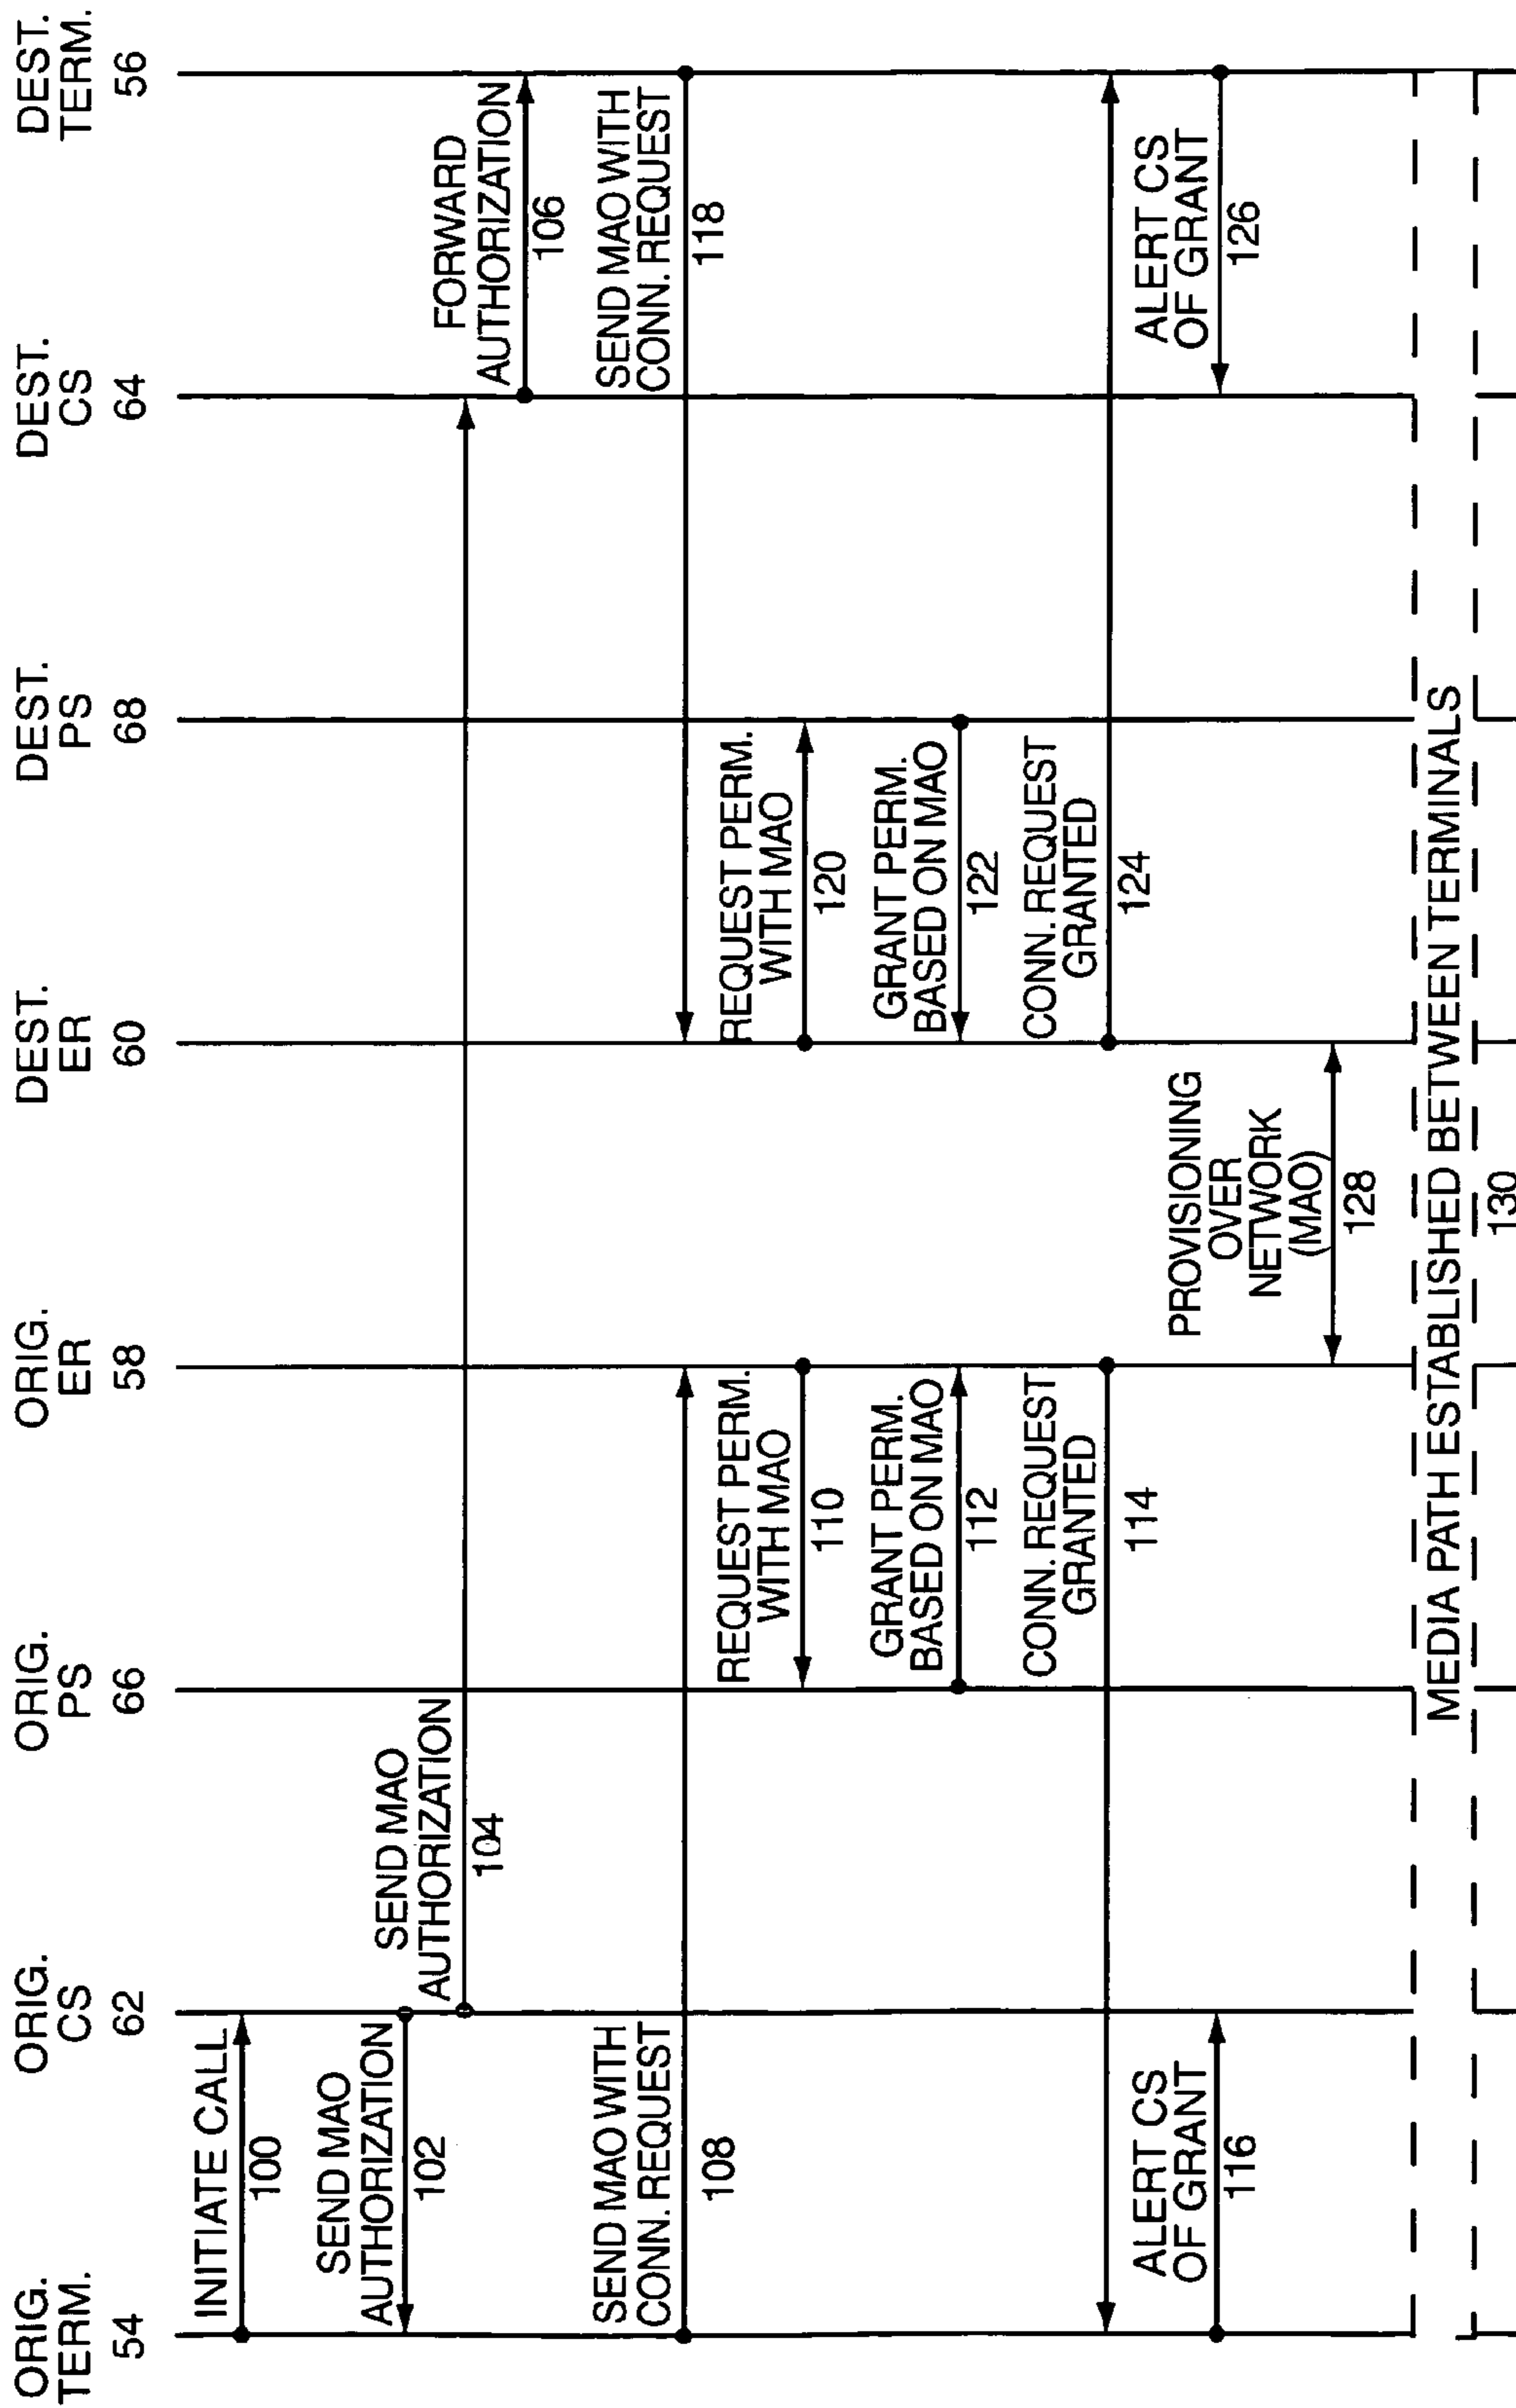 ORIG.
TERM.
54
ORIG.
CS
62
ORIG.
PS
66
ORIG.
ER
58
DEST.
ER
60
DEST.
PS
68
DEST.
CS
64
DEST.
TERM.
56
INITIATE CALL
100
SEND MAO
AUTHORIZATION
102
SEND MAO
AUTHORIZATION
104
FORWARD
AUTHORIZATION
106
SEND MAO WITH
CONN. REQUEST
108
SEND MAO WITH
CONN. REQUEST
118
REQUEST PERM.
WITH MAO
110
REQUEST PERM.
WITH MAO
120
GRANT PERM.
BASED ON MAO
112
GRANT PERM.
BASED ON MAO
122
CONN. REQUEST
GRANTED
114
CONN. REQUEST
GRANTED
124
ALERT CS
OF GRANT
116
ALERT CS
OF GRANT
126
PROVISIONING
OVER
NETWORK
(MAO)
128
MEDIA PATH ESTABLISHED BETWEEN TERMINALS
130